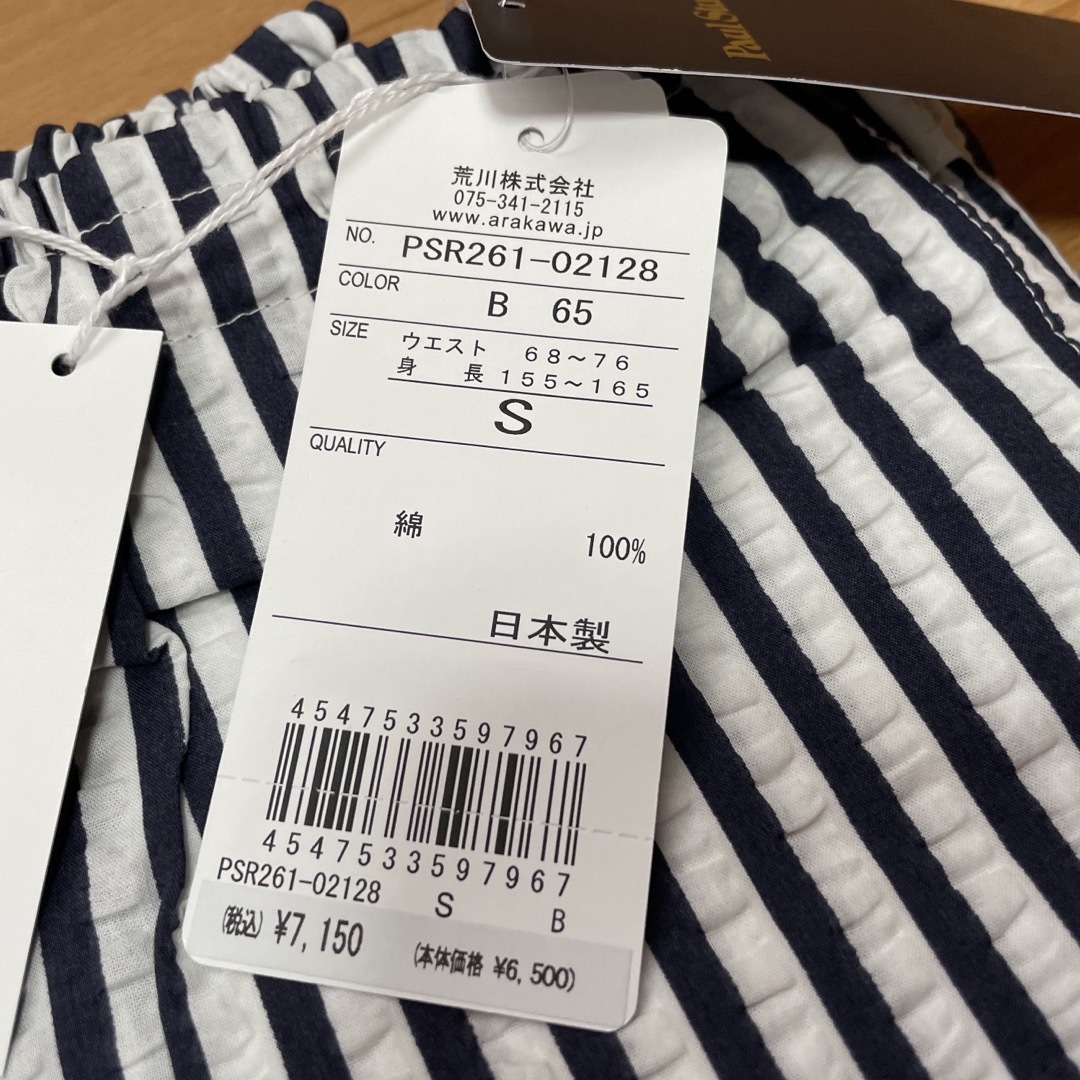 荒川株式会社
075-341-2115
www.arakawa.jp
NO. PSR261-02128
COLOR B 65
SIZE ウエスト 68～76
身 長 155～165
S
QUALITY
綿 100%
日本製
4547533597967
4547533597967
PSR261-02128 S B
(税込) ¥7,150 (本体価格 ¥6,500)
Paul